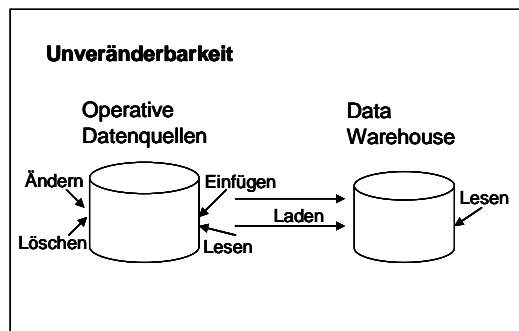 Unveränderbarkeit
Operative
Datenquellen
Data
Warehouse
Ändern
Einfügen
Lesen
Laden
Löschen
Lesen